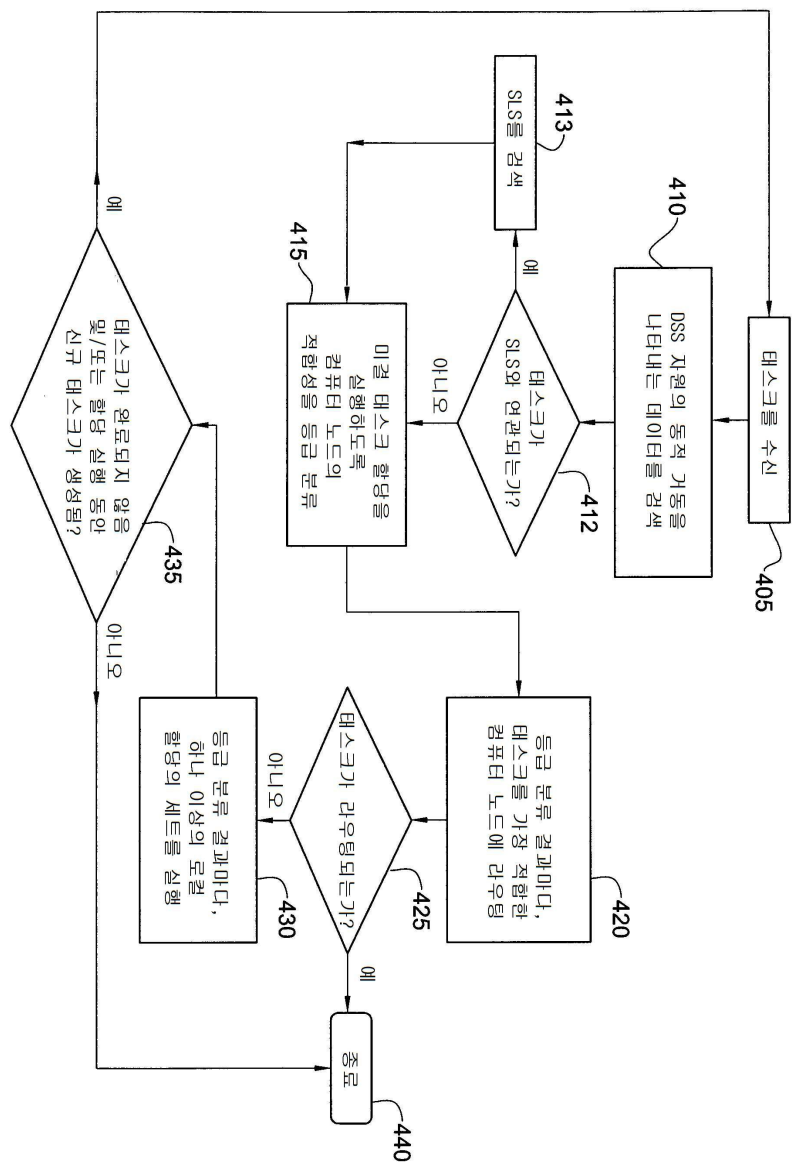 태스크를 수신
405
DSS 자원의 동적 거동을
나타내는 데이터를 검색
410
태스크가
SLS와 연관되는가?
412
예
아니오
SLS를 검색
413
미결 태스크 할당을
실행하도록
컴퓨터 노드의
적합성을 등급 분류
415
등급 분류 결과마다,
태스크를 가장 적합한
컴퓨터 노드에 라우팅
420
태스크가 라우팅되는가?
425
예
아니오
등급 분류 결과마다,
하나 이상의 로컬
할당의 세트를 실행
430
태스크가 완료되지 않음
및/또는 할당 실행 동안
신규 태스크가 생성됨?
435
예
아니오
종료
440